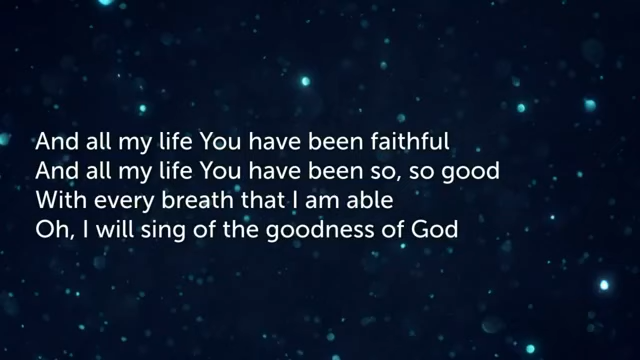 And all my life You have been faithful
And all my life You have been so, so good
With every breath that I am able
Oh, I will sing of the goodness of God